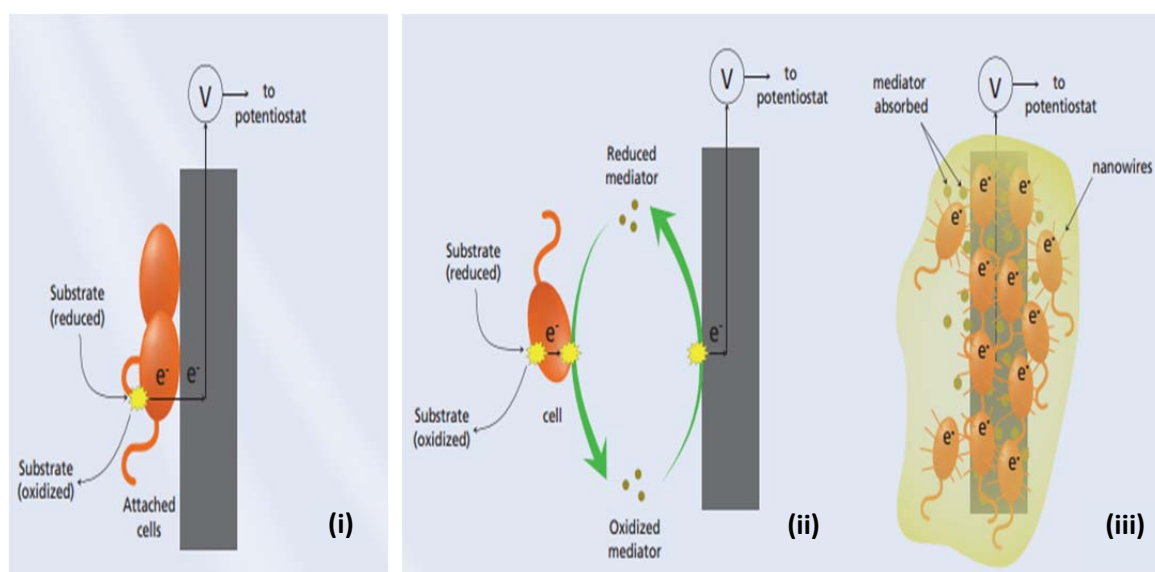 V
to
potentiostat
Substrate
(reduced)
e-
e-
Substrate
(oxidized)
Attached
cells
(i)
V
to
potentiostat
Reduced
mediator
Substrate
(reduced)
e-
e-
Substrate
(oxidized)
cell
Oxidized
mediator
(ii)
mediator
absorbed
V
to
potentiostat
nanowires
e-
e-
e-
e-
e-
e-
e-
e-
e-
e-
e-
e-
(iii)